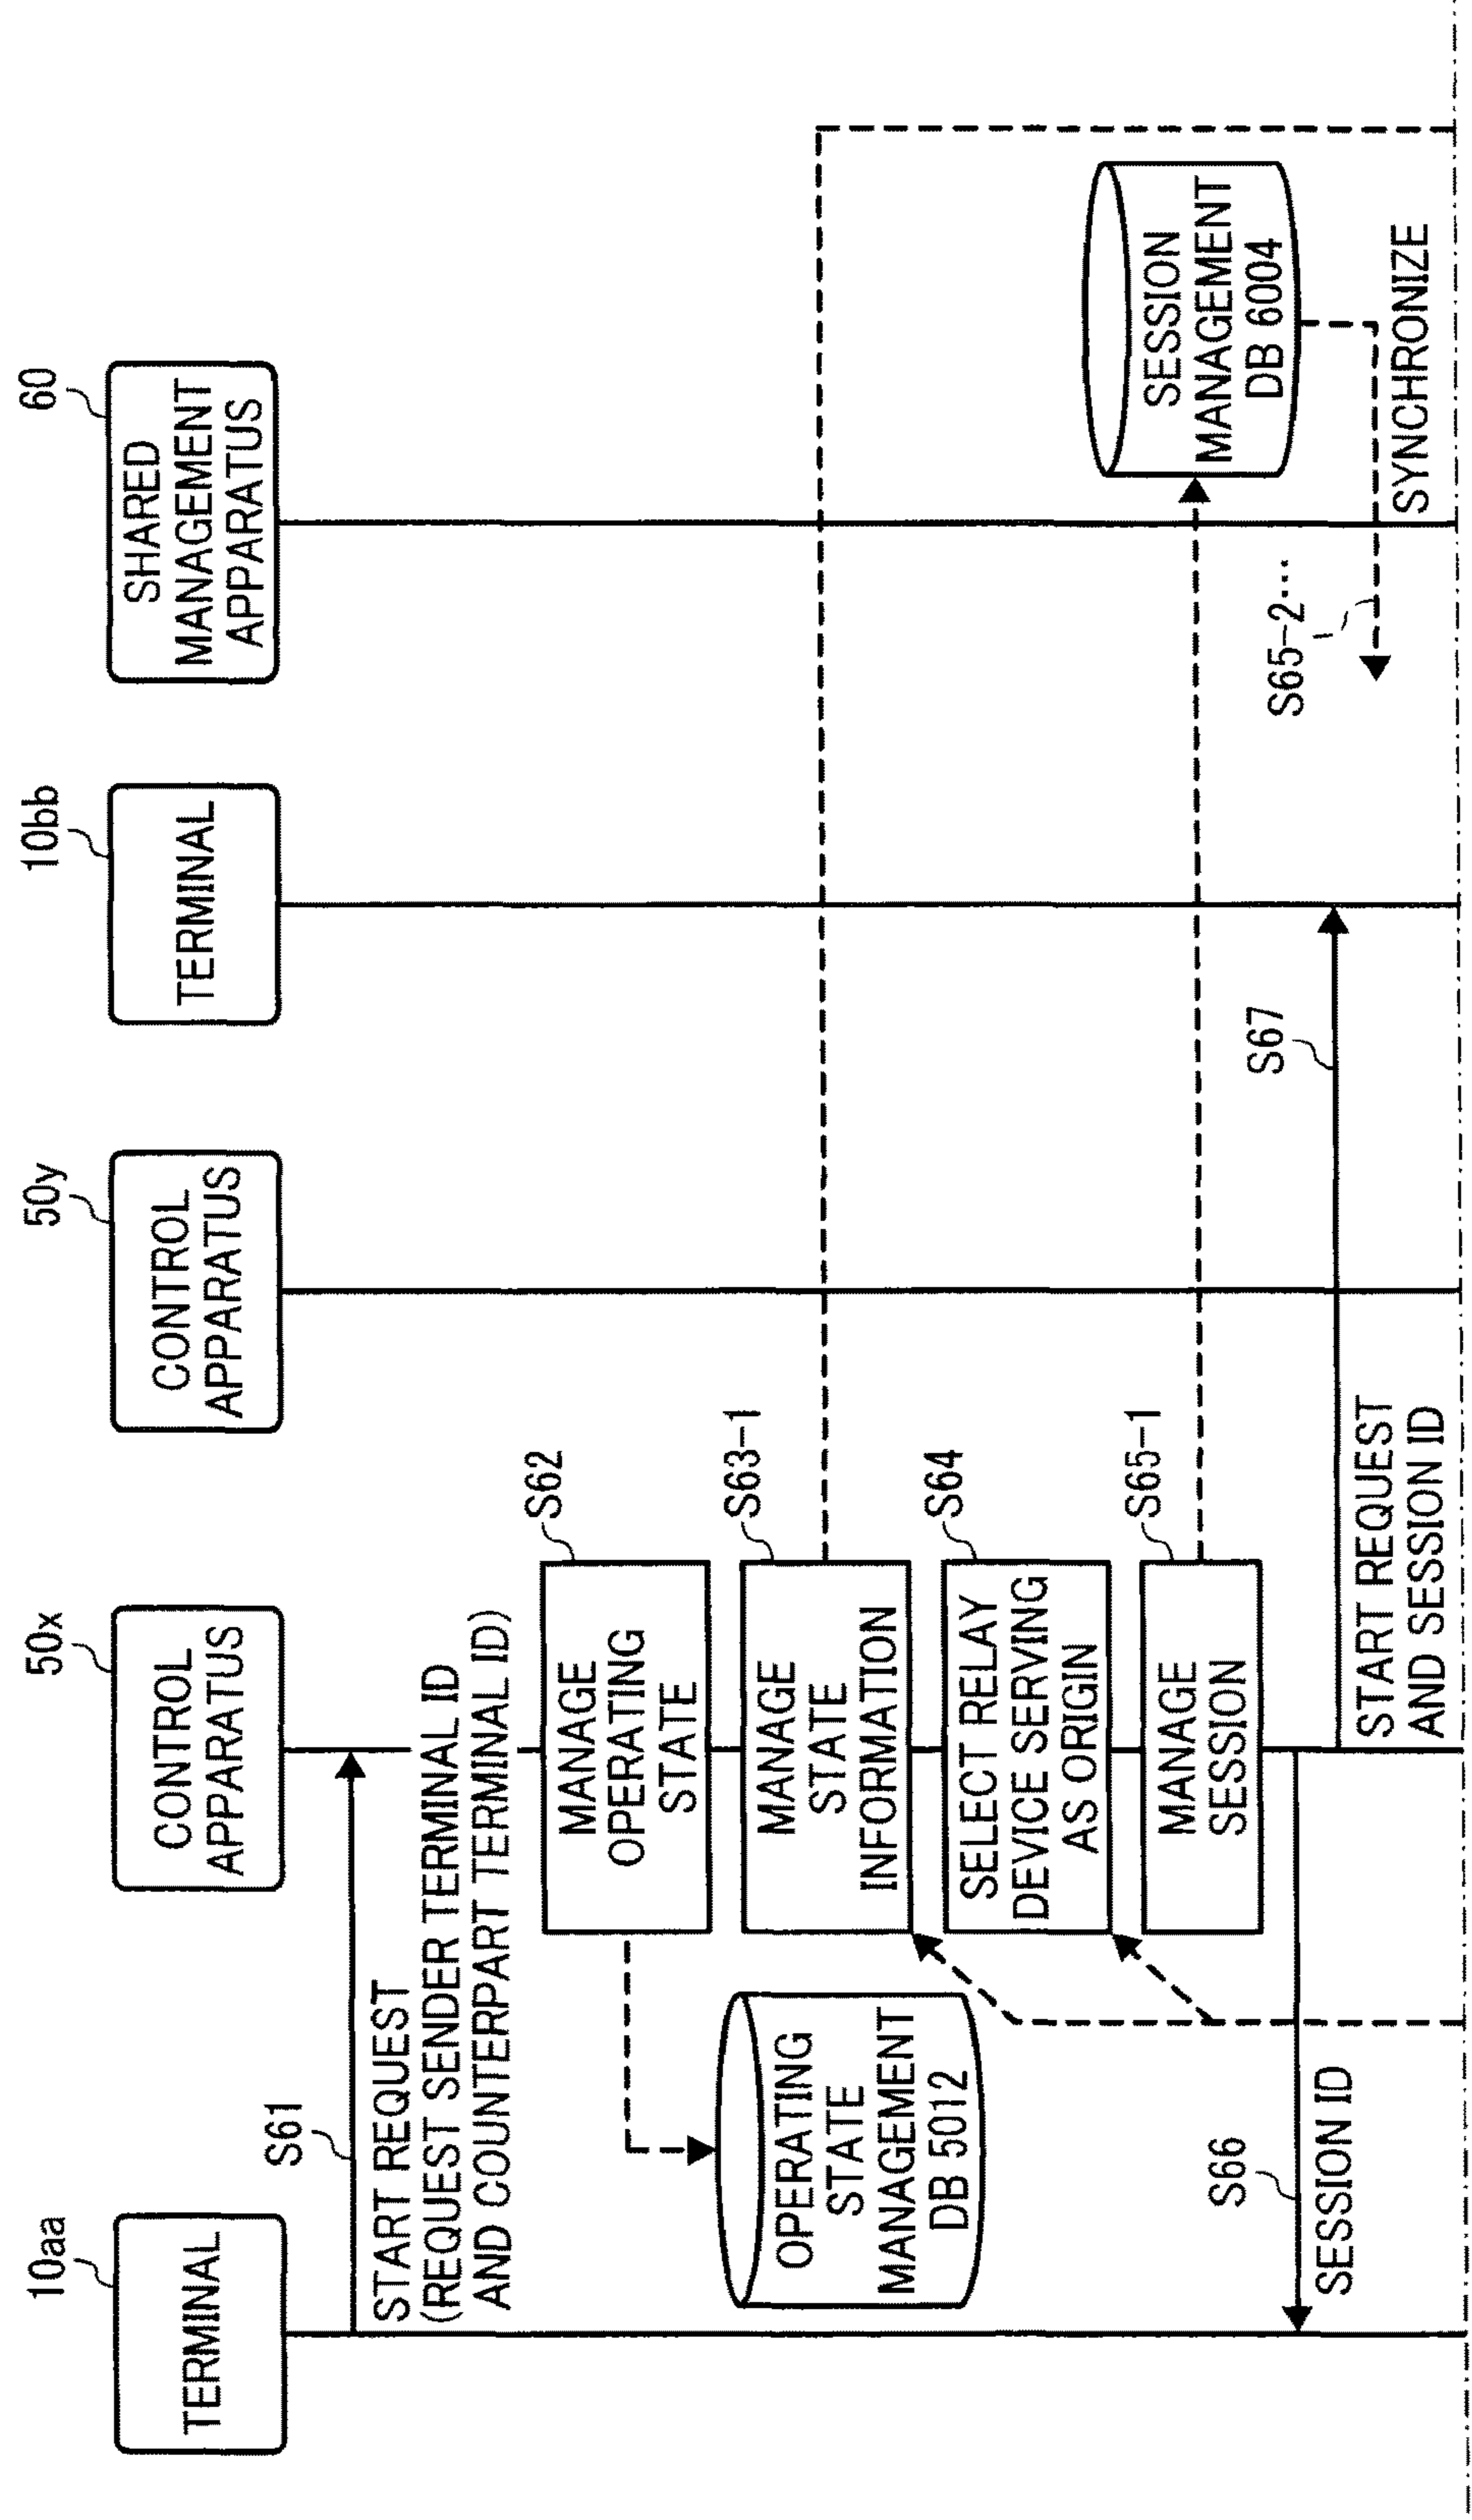 10aa
TERMINAL
50x
CONTROL
APPARATUS
50y
CONTROL
APPARATUS
10bb
TERMINAL
60
SHARED
MANAGEMENT
APPARATUS
S61
START REQUEST
(REQUEST SENDER TERMINAL ID
AND COUNTERPART TERMINAL ID)
S62
MANAGE
OPERATING
STATE
OPERATING
STATE
MANAGEMENT
DB 5012
S63-1
MANAGE
STATE
INFORMATION
S64
SELECT RELAY
DEVICE SERVING
AS ORIGIN
S65-1
MANAGE
SESSION
SESSION
MANAGEMENT
DB 6004
S65-2...
SYNCHRONIZE
S66
SESSION ID
S67
START REQUEST
AND SESSION ID